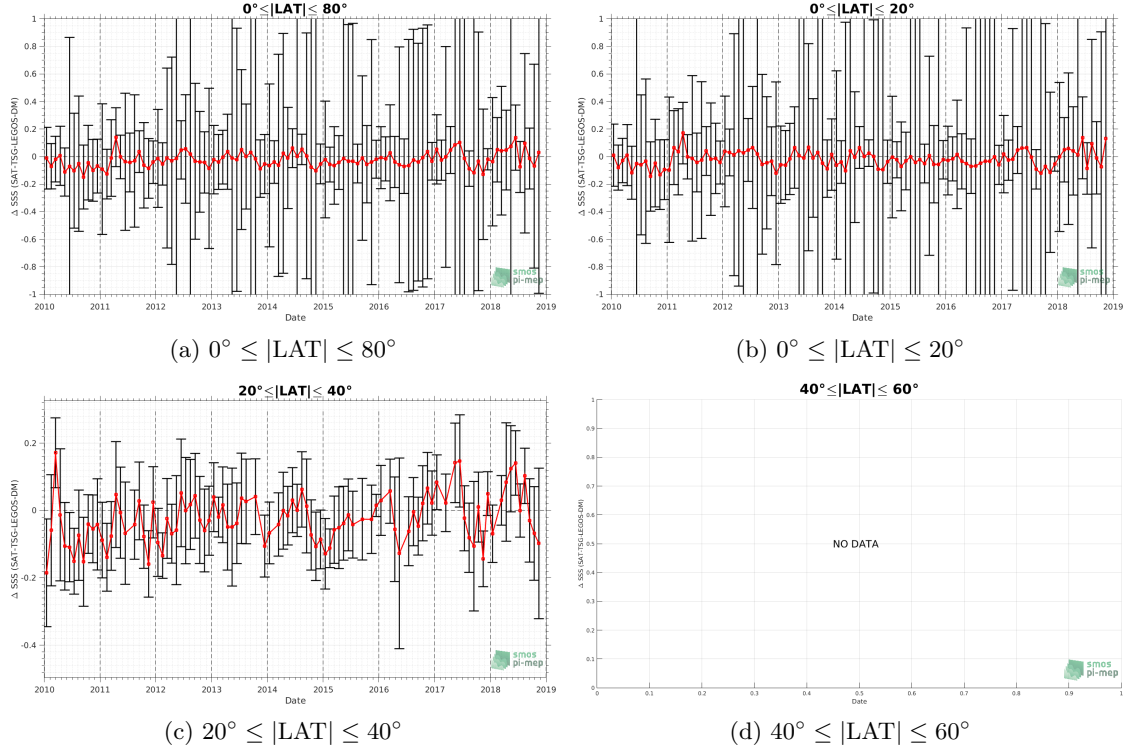 0°≤|LAT|≤ 80°
Δ SSS (SAT-TSG-LEGOS-DM)
1
0.8
0.6
0.4
0.2
0
-0.2
-0.4
-0.6
-0.8
-1
2010 2011 2012 2013 2014 2015 2016 2017 2018 2019
Date
smos
pi-mep
(a) 0° ≤ |LAT| ≤ 80°
0°≤|LAT|≤ 20°
Δ SSS (SAT-TSG-LEGOS-DM)
1
0.8
0.6
0.4
0.2
0
-0.2
-0.4
-0.6
-0.8
-1
2010 2011 2012 2013 2014 2015 2016 2017 2018 2019
Date
smos
pi-mep
(b) 0° ≤ |LAT| ≤ 20°
20°≤|LAT|≤ 40°
Δ SSS (SAT-TSG-LEGOS-DM)
0.2
0
-0.2
-0.4
2010 2011 2012 2013 2014 2015 2016 2017 2018 2019
Date
smos
pi-mep
(c) 20° ≤ |LAT| ≤ 40°
40°≤|LAT|≤ 60°
Δ SSS (SAT-TSG-LEGOS-DM)
1
0.9
0.8
0.7
0.6
0.5
0.4
0.3
0.2
0.1
0
NO DATA
0 0.1 0.2 0.3 0.4 0.5 0.6 0.7 0.8 0.9 1
Date
smos
pi-mep
(d) 40° ≤ |LAT| ≤ 60°